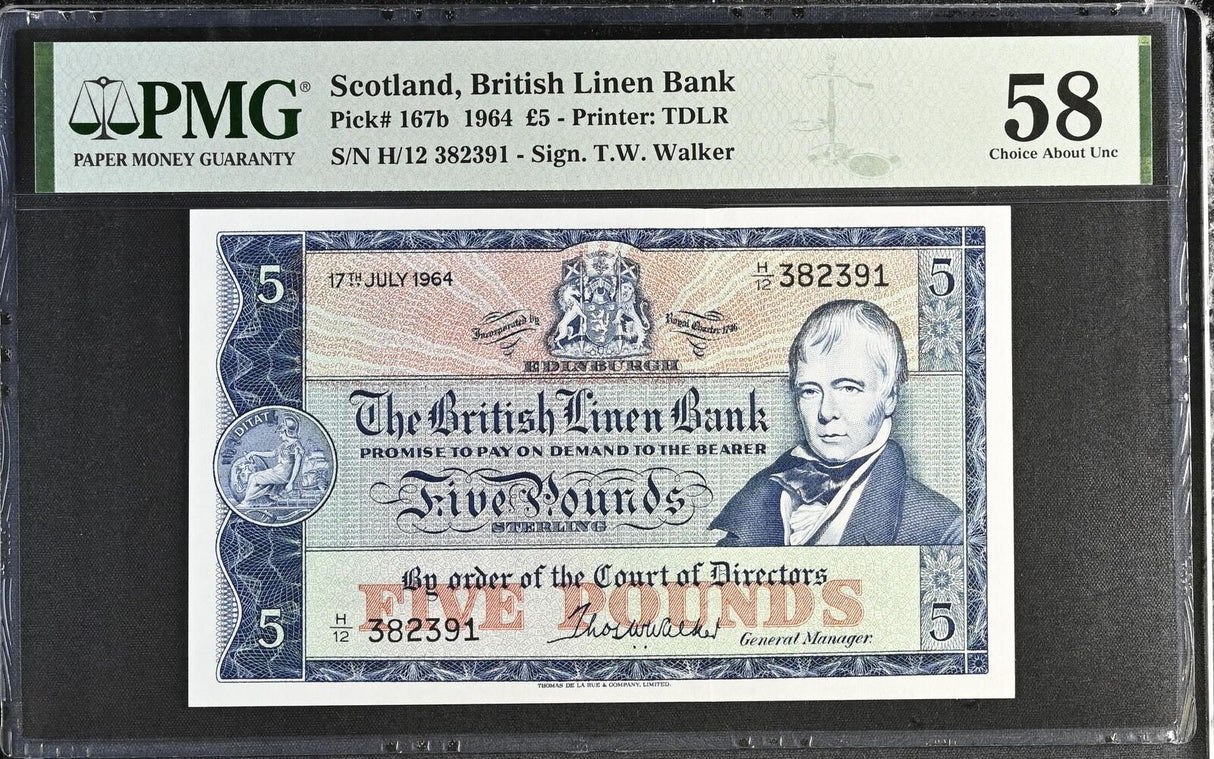 PMG®
PAPER MONEY GUARANTY
Scotland, British Linen Bank
Pick# 167b 1964 £5 - Printer: TDLR
S/N H/12 382391 - Sign. T.W. Walker
58
Choice About Unc
5
17TH JULY 1964
H/12 382391
5
Incorporated by
Royal Charter 1746
EDINBURGH
The British Linen Bank
PROMISE TO PAY ON DEMAND TO THE BEARER
Five Pounds
STERLING
By order of the Court of Directors
FIVE POUNDS
5
H/12 382391
Thos W Walker
General Manager.
5
THOMAS DE LA RUE & COMPANY, LIMITED.